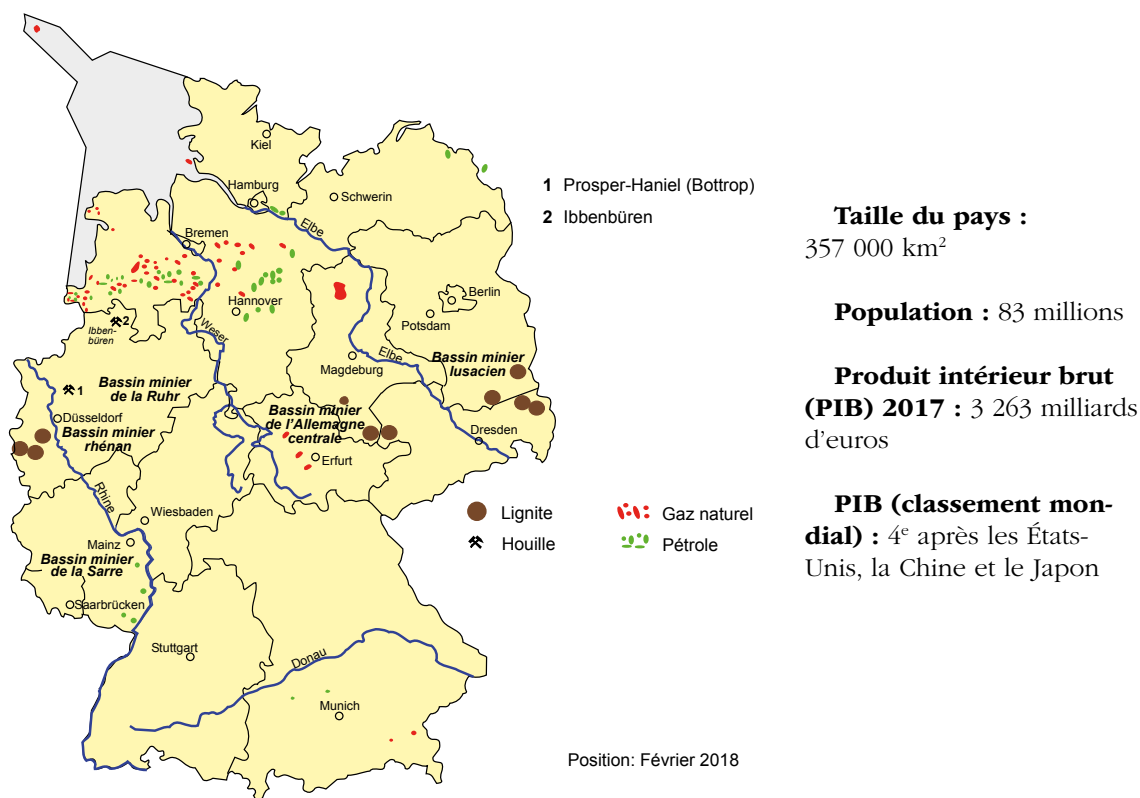 Kiel
Hamburg
Schwerin
Elbe
Bremen
1 Prosper-Haniel (Bottrop)
2 Ibbenbüren
Berlin
Hannover
Potsdam
2
Ibben-
büren
Weser
Elbe
Magdeburg
Bassin minier
lusacien
1
Bassin minier
de la Ruhr
Düsseldorf
Bassin minier
rhénan
Bassin minier
de l'Allemagne
centrale
Dresden
Erfurt
Rhine
Wiesbaden
Mainz
Bassin minier
de la Sarre
Saarbrücken
Stuttgart
Donau
Munich
Lignite
Houille
Gaz naturel
Pétrole
Position: Février 2018
Taille du pays :
357 000 km²
Population : 83 millions
Produit intérieur brut
(PIB) 2017 : 3 263 milliards
d'euros
PIB (classement mon-
dial) : 4e après les États-
Unis, la Chine et le Japon